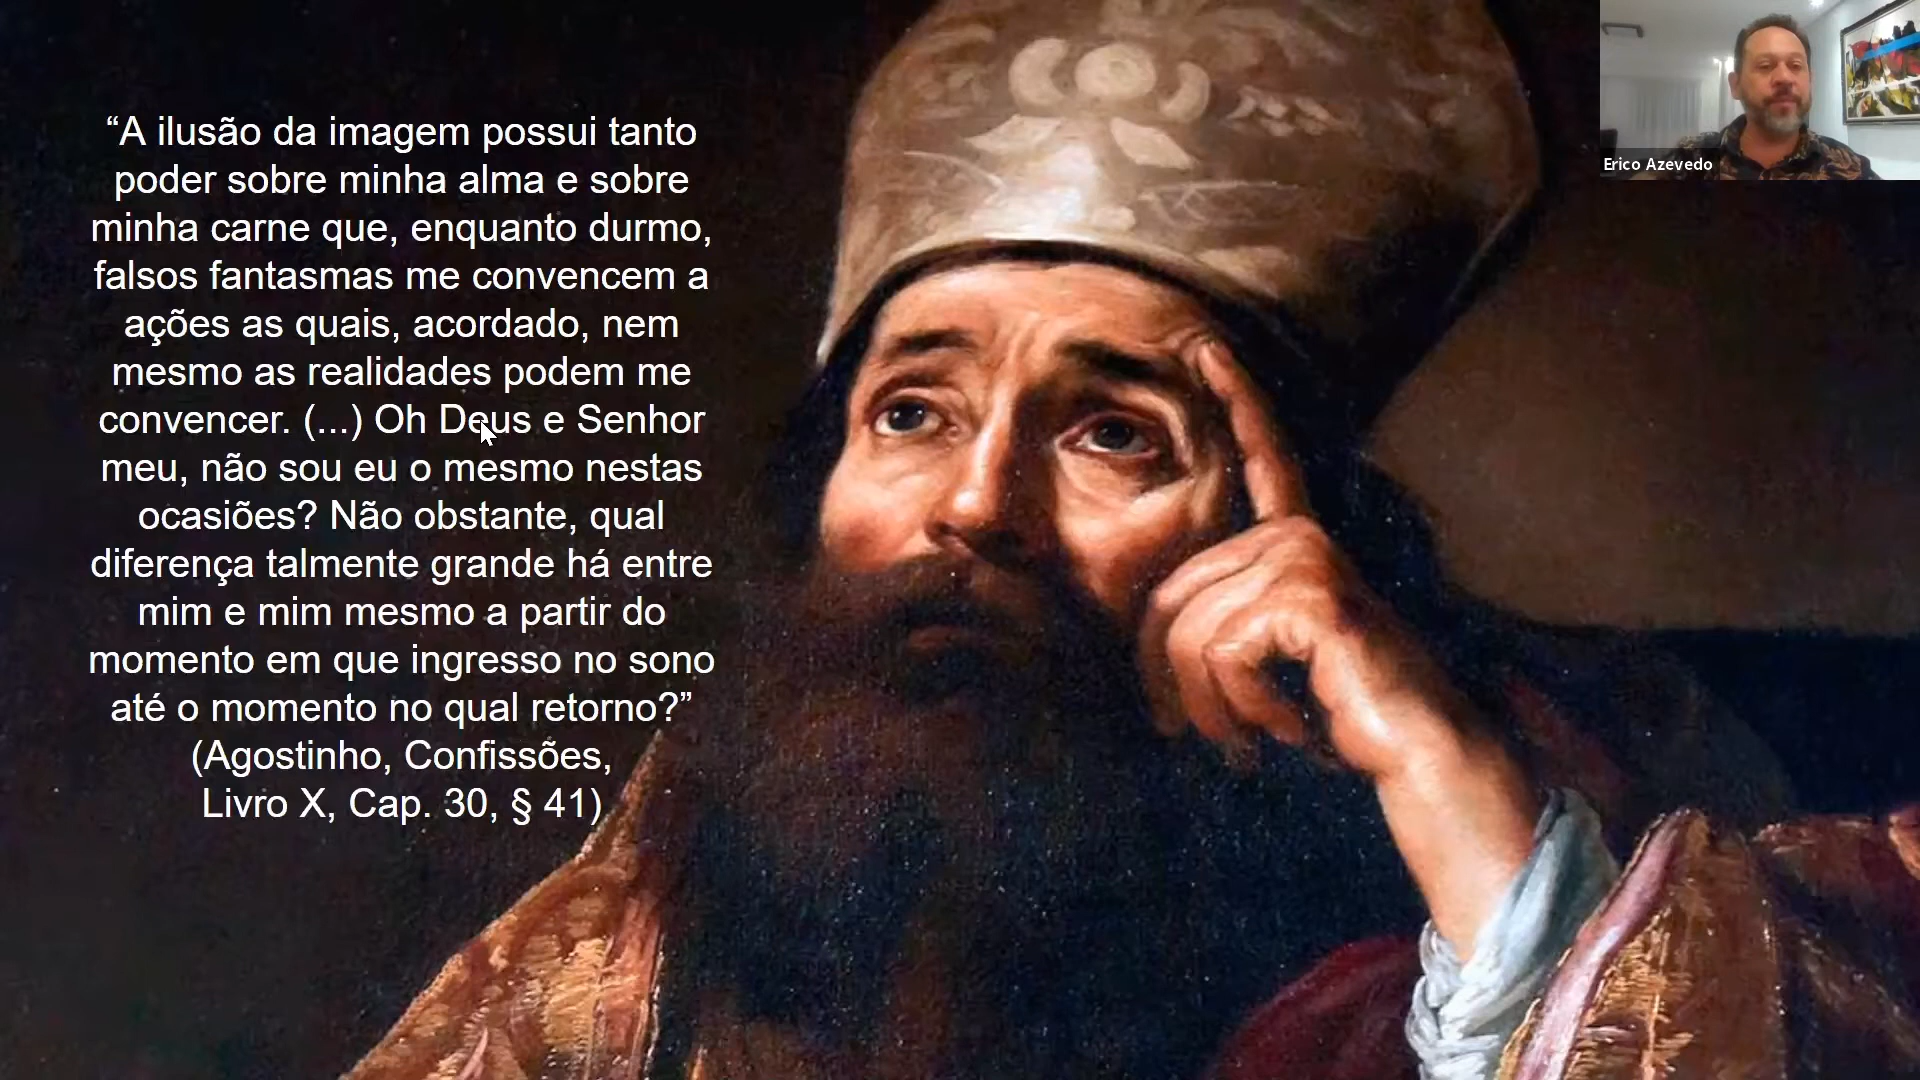 “A ilusão da imagem possui tanto
poder sobre minha alma e sobre
minha carne que, enquanto durmo,
falsos fantasmas me convencem a
ações as quais, acordado, nem
mesmo as realidades podem me
convencer. (...) Oh Deus e Senhor
meu, não sou eu o mesmo nestas
ocasiões? Não obstante, qual
diferença talmente grande há entre
mim e mim mesmo a partir do
momento em que ingresso no sono
até o momento no qual retorno?”
(Agostinho, Confissões,
Livro X, Cap. 30, § 41)
Erico Azevedo